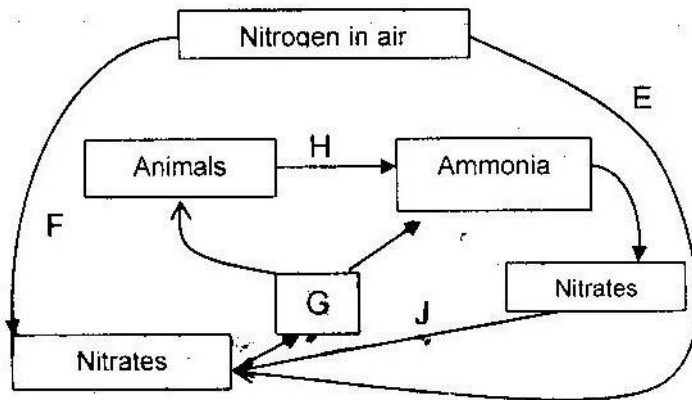 Nitrogen in air
E
H
Animals
Ammonia
F
G
J
Nitrates
Nitrates